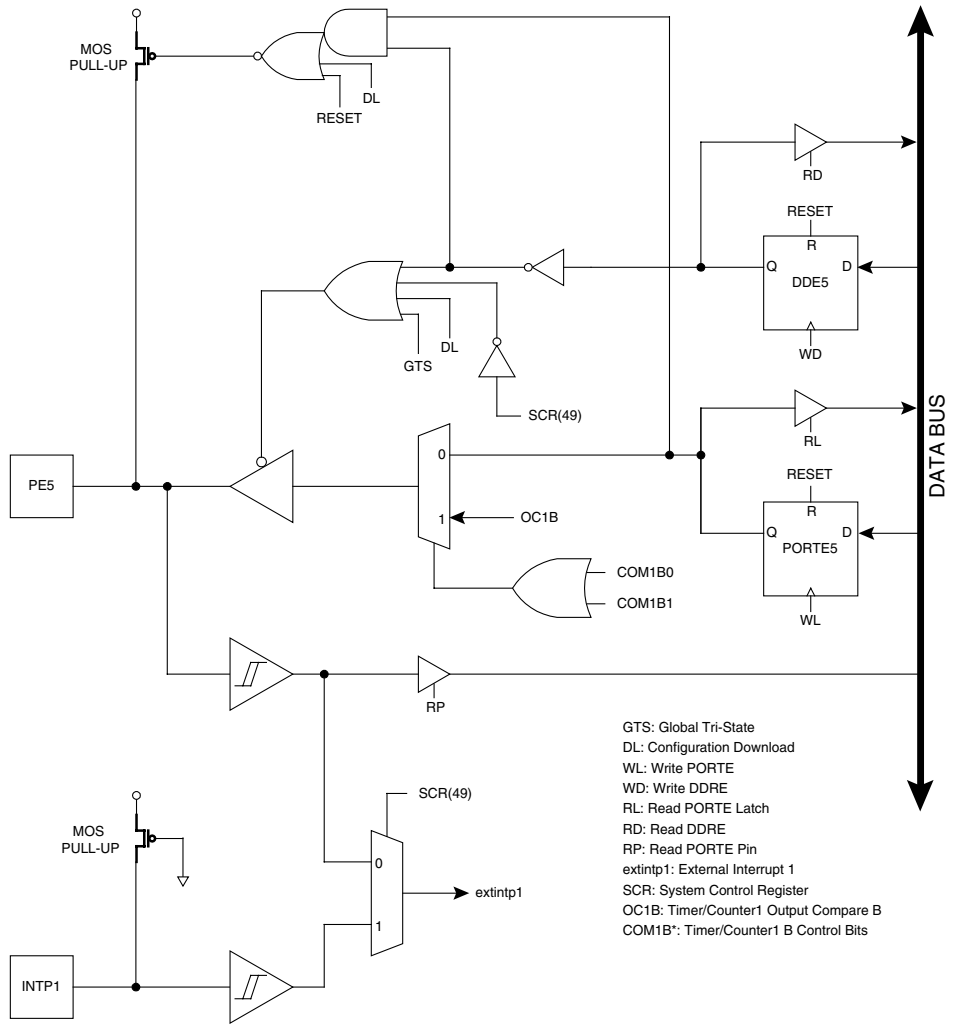 MOS
PULL-UP
DL
RESET
RD
RESET
R
Q
D
DDE5
WD
DL
GTS
SCR(49)
RL
DATA BUS
0
PE5
RESET
R
1
OC1B
Q
D
PORTE5
COM1B0
COM1B1
WL
RP
GTS: Global Tri-State
DL: Configuration Download
WL: Write PORTE
WD: Write DDRE
RL: Read PORTE Latch
RD: Read DDRE
RP: Read PORTE Pin
extintp1: External Interrupt 1
SCR: System Control Register
OC1B: Timer/Counter1 Output Compare B
COM1B*: Timer/Counter1 B Control Bits
SCR(49)
MOS
PULL-UP
0
extintp1
1
INTP1